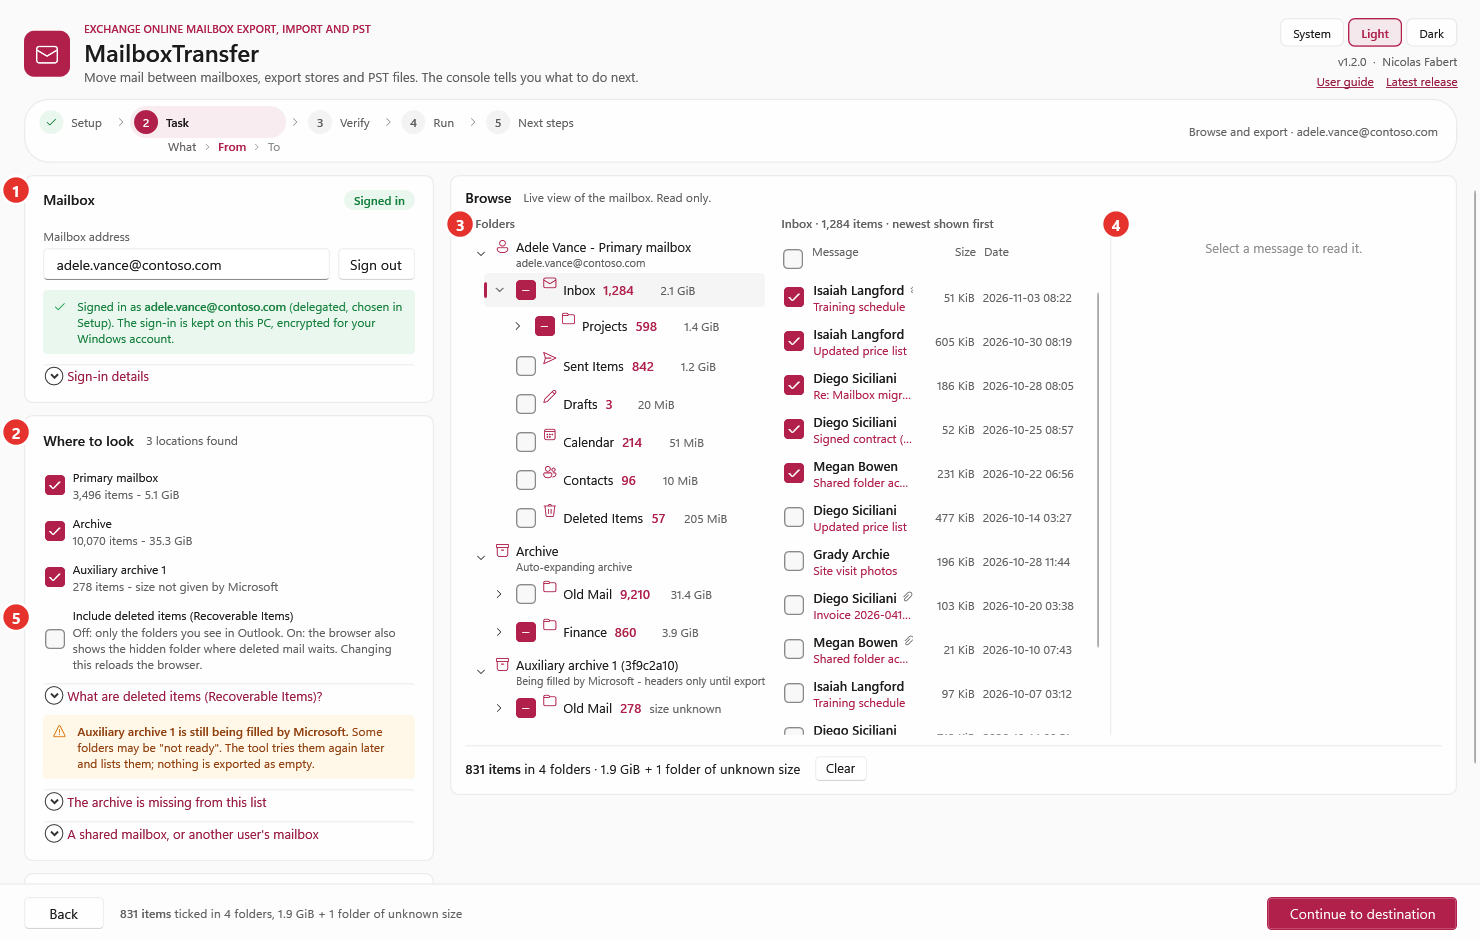 EXCHANGE ONLINE MAILBOX EXPORT, IMPORT AND PST
MailboxTransfer
Move mail between mailboxes, export stores and PST files. The console tells you what to do next.
System
Light
Dark
v1.2.0 · Nicolas Fabert
User guide Latest release
Setup
2 Task
3 Verify
4 Run
5 Next steps
What > From > To
Browse and export · adele.vance@contoso.com
1
Mailbox
Signed in
Mailbox address
adele.vance@contoso.com
Sign out
Signed in as adele.vance@contoso.com (delegated, chosen in
Setup). The sign-in is kept on this PC, encrypted for your
Windows account.
Sign-in details
2
Where to look 3 locations found
Primary mailbox
3,496 items - 5.1 GiB
Archive
10,070 items - 35.3 GiB
Auxiliary archive 1
278 items - size not given by Microsoft
5
Include deleted items (Recoverable Items)
Off: only the folders you see in Outlook. On: the browser also
shows the hidden folder where deleted mail waits. Changing
this reloads the browser.
What are deleted items (Recoverable Items)?
Auxiliary archive 1 is still being filled by Microsoft. Some
folders may be "not ready". The tool tries them again later
and lists them; nothing is exported as empty.
The archive is missing from this list
A shared mailbox, or another user's mailbox
Browse Live view of the mailbox. Read only.
3
Folders
Adele Vance - Primary mailbox
adele.vance@contoso.com
Inbox 1,284 2.1 GiB
Projects 598 1.4 GiB
Sent Items 842 1.2 GiB
Drafts 3 20 MiB
Calendar 214 51 MiB
Contacts 96 10 MiB
Deleted Items 57 205 MiB
Archive
Auto-expanding archive
Old Mail 9,210 31.4 GiB
Finance 860 3.9 GiB
Auxiliary archive 1 (3f9c2a10)
Being filled by Microsoft - headers only until export
Old Mail 278 size unknown
Inbox · 1,284 items · newest shown first
Message Size Date
Isaiah Langford
Training schedule
51 KiB 2026-11-03 08:22
Isaiah Langford
Updated price list
605 KiB 2026-10-30 08:19
Diego Siciliani
Re: Mailbox migr...
186 KiB 2026-10-28 08:05
Diego Siciliani
Signed contract (...
52 KiB 2026-10-25 08:57
Megan Bowen
Shared folder ac...
231 KiB 2026-10-22 06:56
Diego Siciliani
Updated price list
477 KiB 2026-10-14 03:27
Grady Archie
Site visit photos
196 KiB 2026-10-28 11:44
Diego Siciliani
Invoice 2026-041...
103 KiB 2026-10-20 03:38
Megan Bowen
Shared folder ac...
21 KiB 2026-10-10 07:43
Isaiah Langford
Training schedule
97 KiB 2026-10-07 03:12
Diego Siciliani
4
Select a message to read it.
831 items in 4 folders · 1.9 GiB + 1 folder of unknown size
Clear
Back
831 items ticked in 4 folders, 1.9 GiB + 1 folder of unknown size
Continue to destination